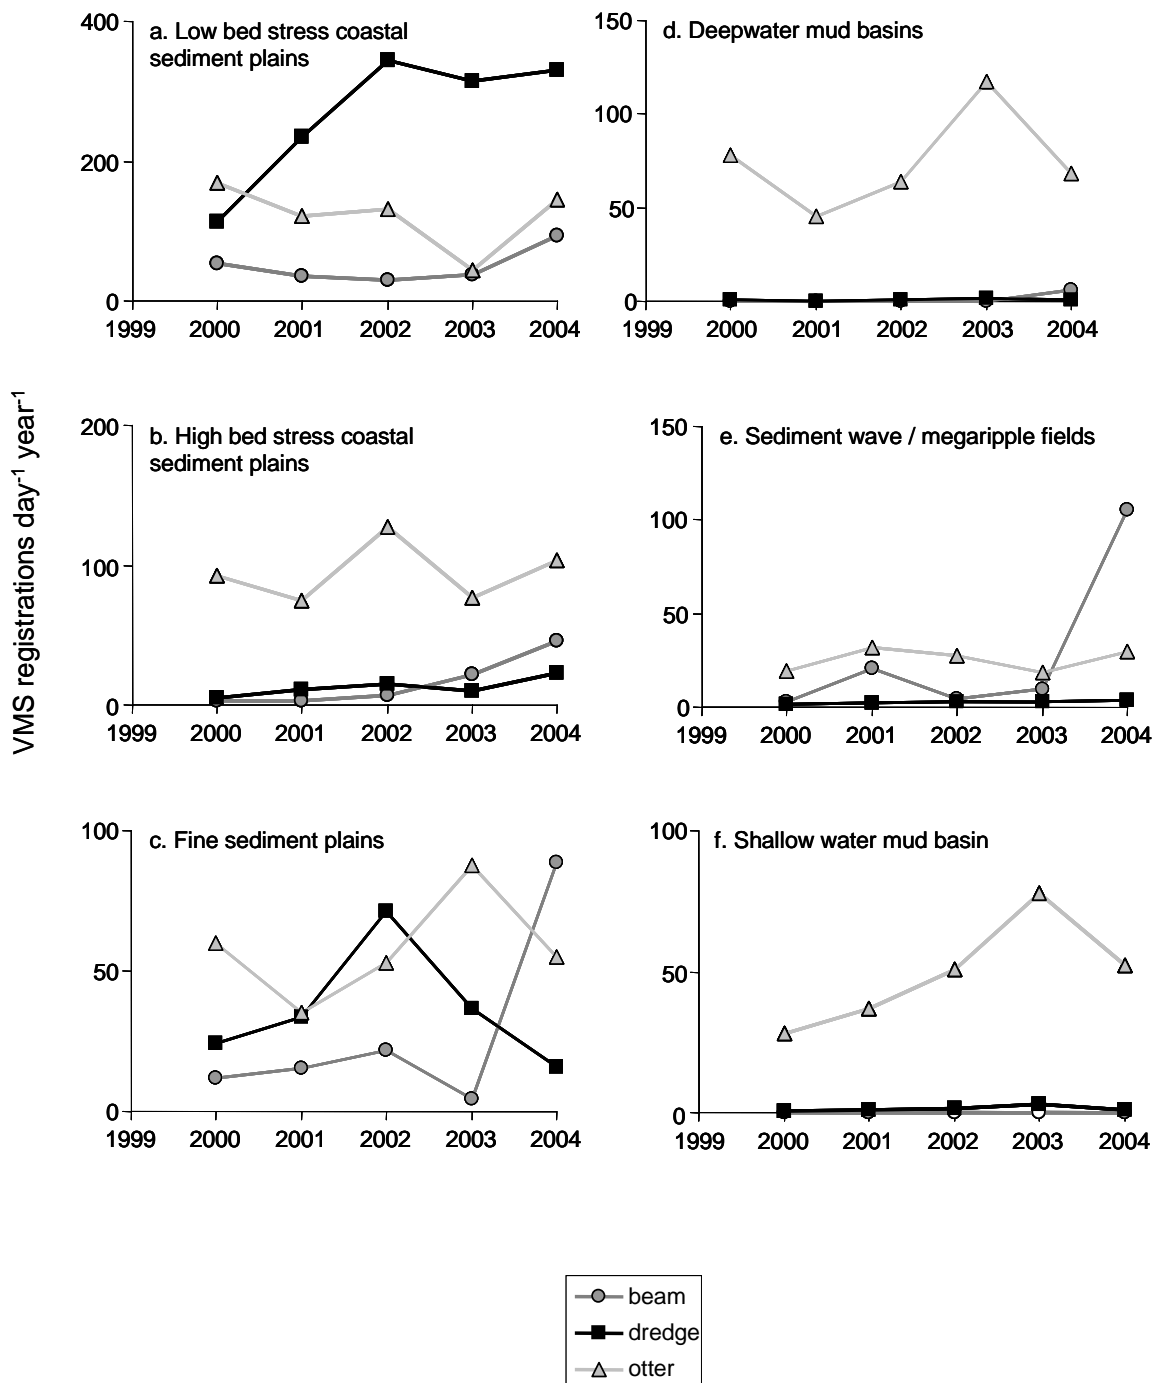 VMS registrations day-1 year-1
a. Low bed stress coastal
sediment plains
400
200
0
1999 2000 2001 2002 2003 2004
d. Deepwater mud basins
150
100
50
0
1999 2000 2001 2002 2003 2004
b. High bed stress coastal
sediment plains
200
100
0
1999 2000 2001 2002 2003 2004
e. Sediment wave / megaripple fields
150
100
50
0
1999 2000 2001 2002 2003 2004
c. Fine sediment plains
100
50
0
1999 2000 2001 2002 2003 2004
f. Shallow water mud basin
100
50
0
1999 2000 2001 2002 2003 2004
beam
dredge
otter